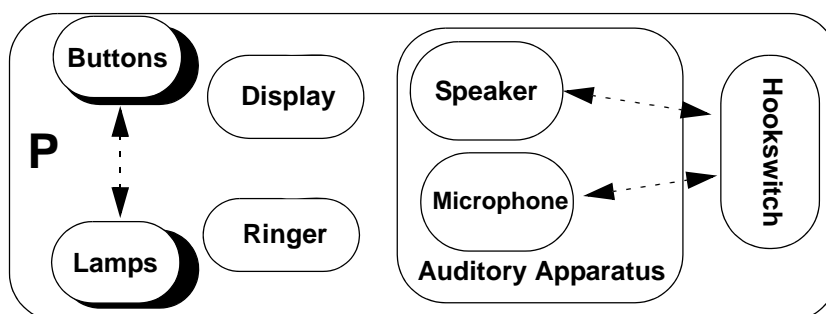 Buttons
Display
P
Lamps
Ringer
Speaker
Microphone
Auditory Apparatus
Hookswitch